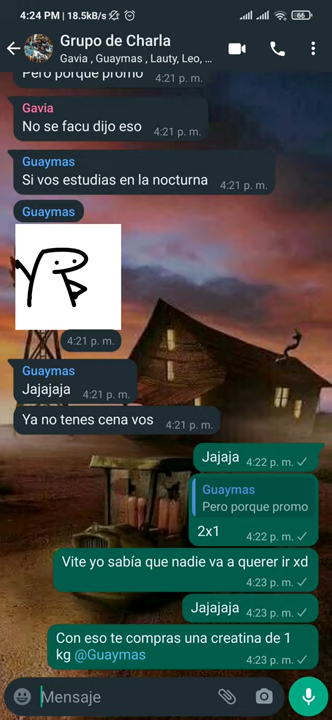 4:24 PM | 18.5kB/s
66
Grupo de Charla
Gavia , Guaymas , Lauty, Leo, ...
Pero porque promo 4:21 p. m.
Gavia
No se facu dijo eso 4:21 p. m.
Guaymas
Si vos estudias en la nocturna 4:21 p. m.
Guaymas
4:21 p. m.
Guaymas
Jajajaja 4:21 p. m.
Ya no tenes cena vos 4:21 p. m.
Jajaja 4:22 p. m.
Guaymas
Pero porque promo
2x1 4:22 p. m.
Vite yo sabía que nadie va a querer ir xd
4:23 p. m.
Jajajaja 4:23 p. m.
Con eso te compras una creatina de 1
kg @Guaymas 4:23 p. m.
Mensaje